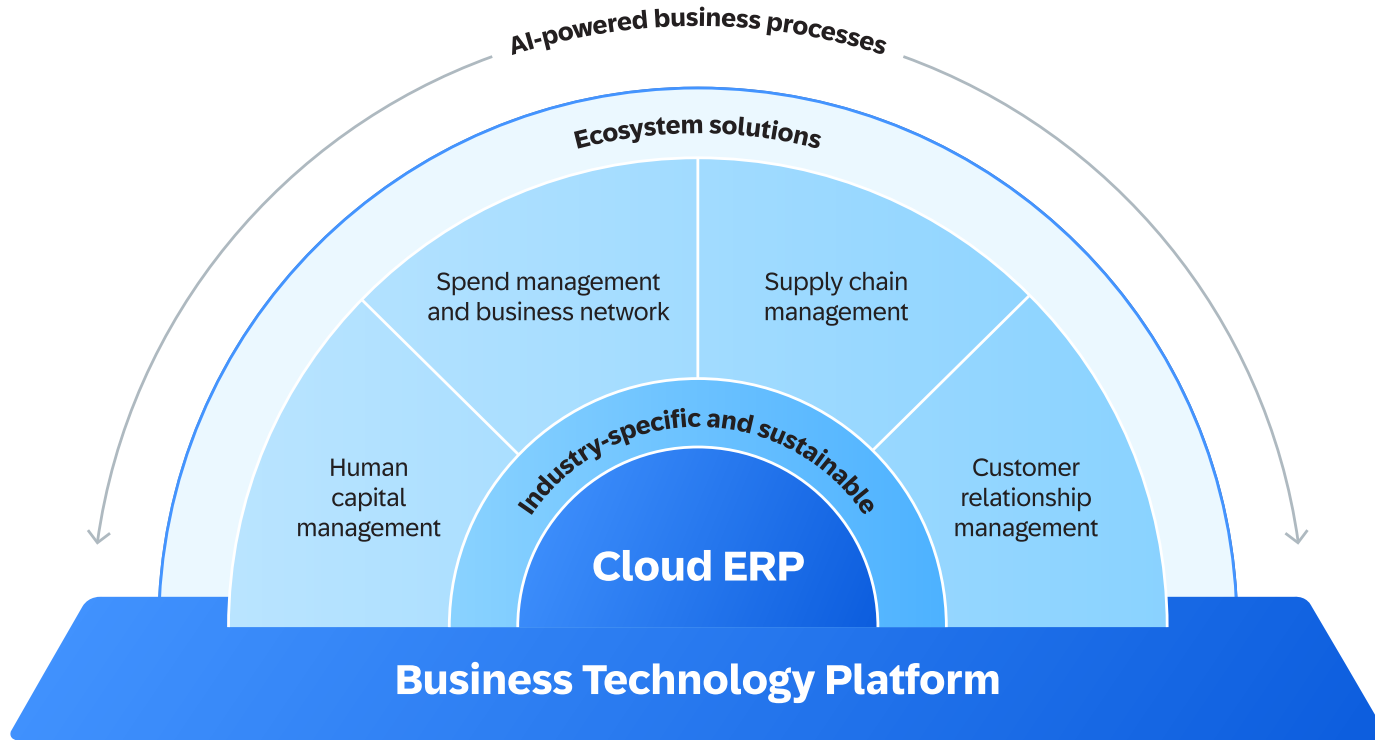 AI-powered business processes
Ecosystem solutions
Spend management
and business network
Supply chain
management
Human
capital
management
Industry-specific and sustainable
Customer
relationship
management
Cloud ERP
Business Technology Platform